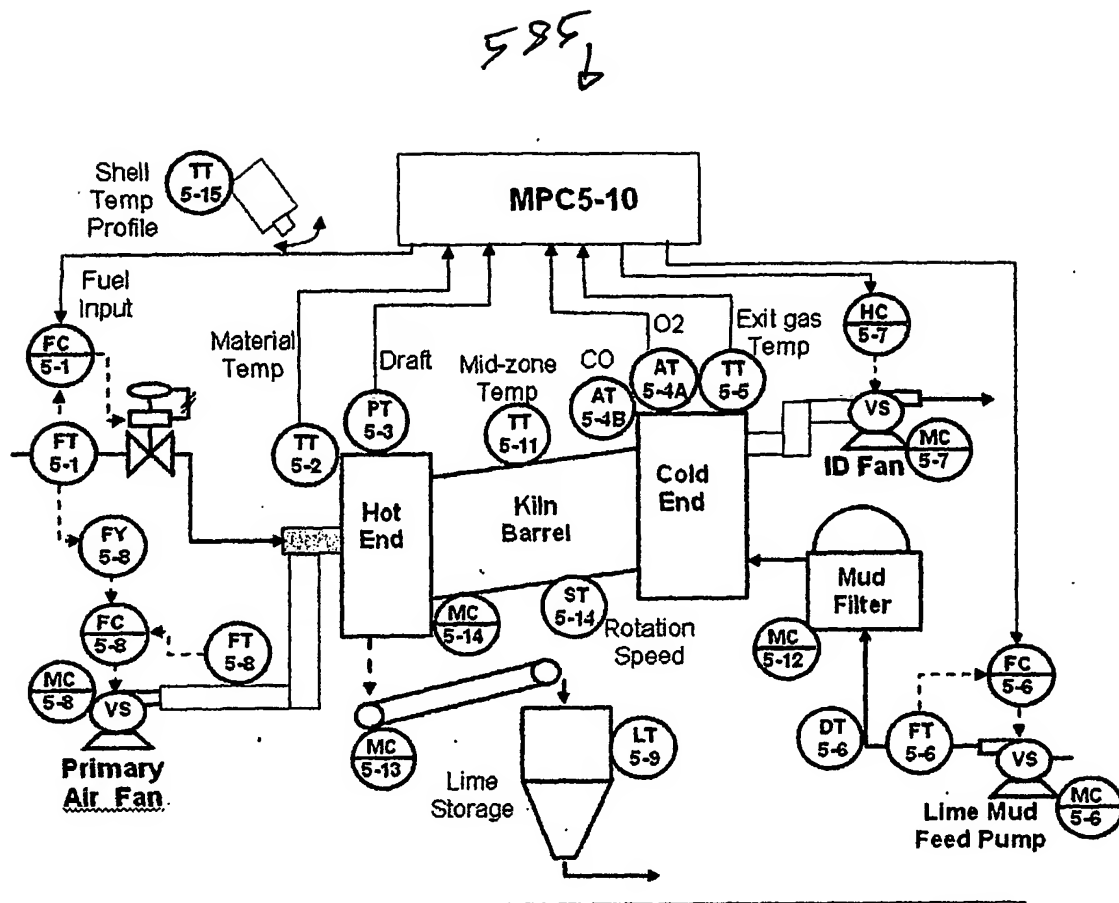 585
Shell
Temp
Profile
TT
5-15
MPC5-10
Fuel
Input
FC
5-1
FT
5-1
Material
Temp
TT
5-2
Draft
PT
5-3
Mid-zone
Temp
TT
5-11
CO
AT
5-4B
O2
AT
5-4A
Exit gas
Temp
TT
5-5
HC
5-7
VS
MC
5-7
ID Fan
Hot
End
Kiln
Barrel
Cold
End
Mud
Filter
FY
5-8
FC
5-8
FT
5-8
MC
5-8
VS
Primary
Air Fan
MC
5-14
ST
5-14
Rotation
Speed
MC
5-12
MC
5-13
Lime
Storage
LT
5-9
DT
5-6
FT
5-6
FC
5-6
VS
MC
5-6
Lime Mud
Feed Pump